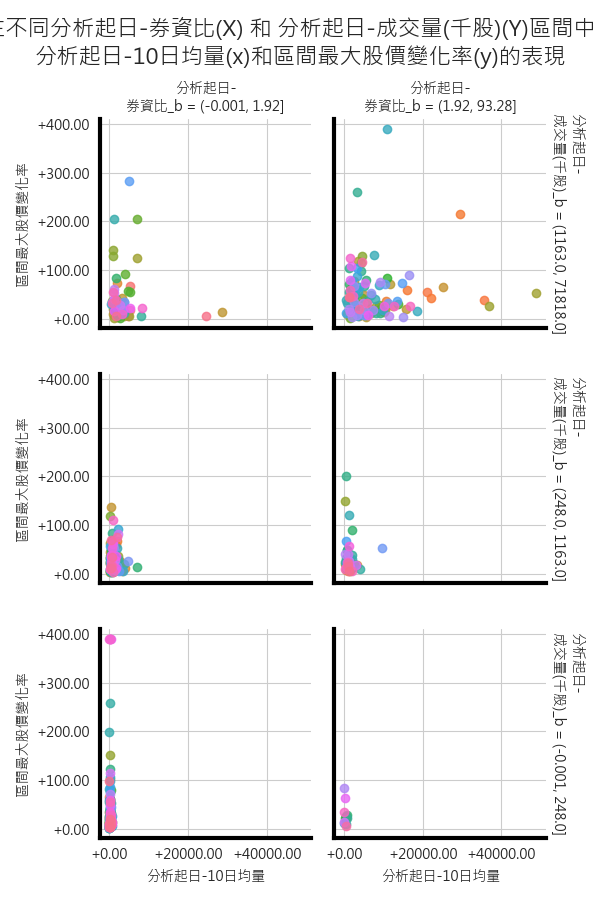 不同分析起日-券資比(X) 和 分析起日-成交量(千股)(Y)區間中
分析起日-10日均量(x)和區間最大股價變化率(y)的表現
分析起日-
券資比_b = (-0.001, 1.92]
分析起日-
券資比_b = (1.92, 93.28]
+400.00
+300.00
+200.00
+100.00
+0.00
區間最大股價變化率
分析起日-
成交量(千股)_b = (1163.0, 71818.0]
+400.00
+300.00
+200.00
+100.00
+0.00
區間最大股價變化率
分析起日-
成交量(千股)_b = (248.0, 1163.0]
+400.00
+300.00
+200.00
+100.00
+0.00
區間最大股價變化率
分析起日-
成交量(千股)_b = (-0.001, 248.0]
+0.00 +20000.00 +40000.00
+0.00 +20000.00 +40000.00
分析起日-10日均量
分析起日-10日均量